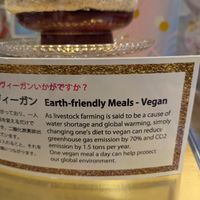 ヴィーガンいかがですか？
ヴィーガン
Earth-friendly Meals - Vegan
As livestock farming is said to be a cause of
water shortage and global warming, simply
changing one's diet to vegan can reduce
greenhouse gas emission by 70% and CO2
emission by 1.5 tons per year.
One vegan meal a day can help protect
our global environment.